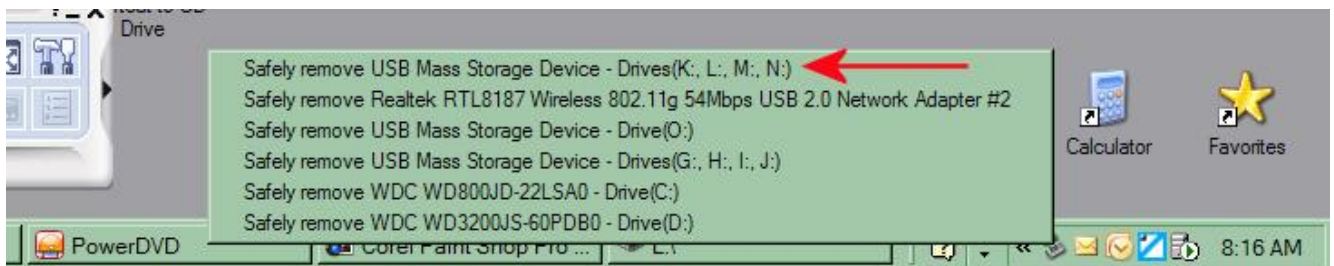 Drive
Safely remove USB Mass Storage Device - Drives(K:, L:, M:, N:)
Safely remove Realtek RTL8187 Wireless 802.11g 54Mbps USB 2.0 Network Adapter #2
Safely remove USB Mass Storage Device - Drive(O:)
Safely remove USB Mass Storage Device - Drives(G:, H:, I:, J:)
Safely remove WDC WD800JD-22LSA0 - Drive(C:)
Safely remove WDC WD3200JS-60PDB0 - Drive(D:)
Calculator
Favorites
PowerDVD
Corel Paint Shop Pro ...
L:\
8:16 AM